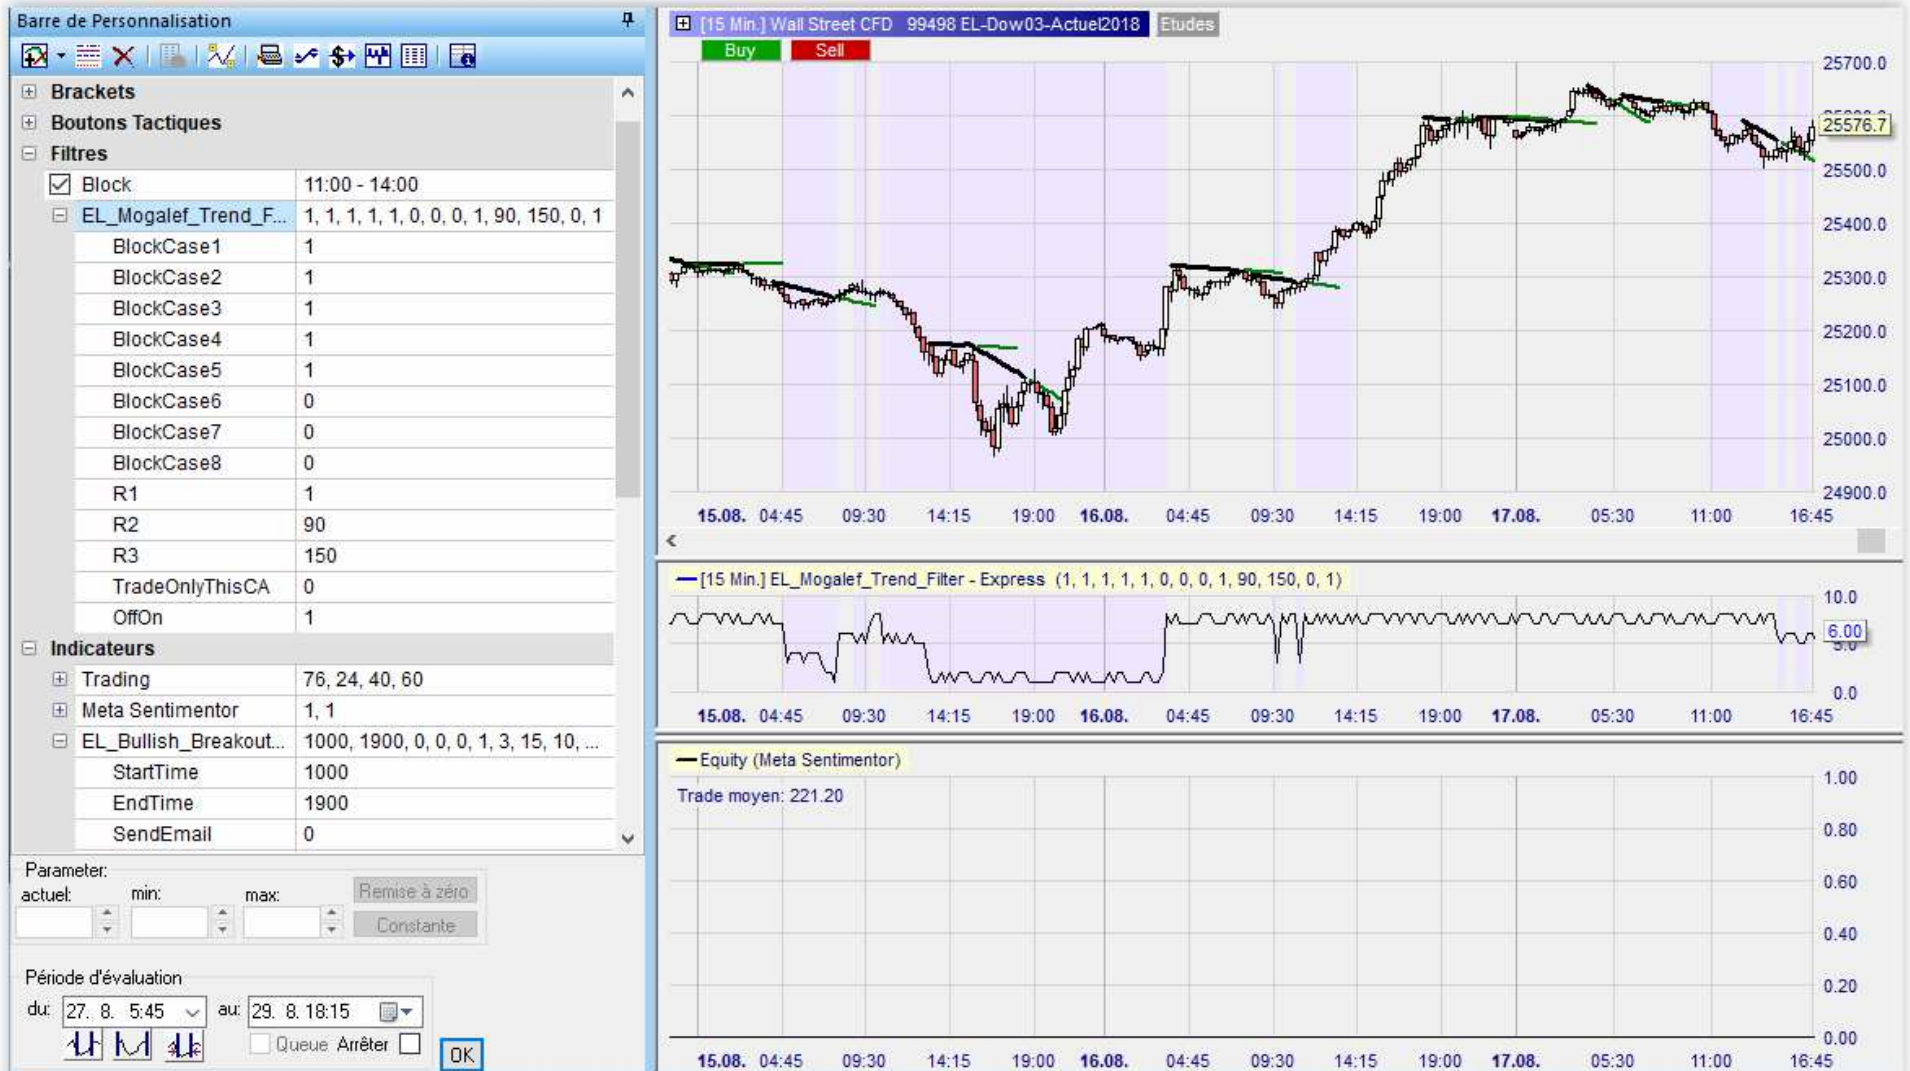 Barre de Personnalisation
Brackets
Boutons Tactiques
Filtres
Block 11:00 - 14:00
EL_Mogalef_Trend_F... 1, 1, 1, 1, 1, 0, 0, 0, 1, 90, 150, 0, 1
BlockCase1 1
BlockCase2 1
BlockCase3 1
BlockCase4 1
BlockCase5 1
BlockCase6 0
BlockCase7 0
BlockCase8 0
R1 1
R2 90
R3 150
TradeOnlyThisCA 0
OffOn 1
Indicateurs
Trading 76, 24, 40, 60
Meta Sentimentor 1, 1
EL_Bullish_Breakout... 1000, 1900, 0, 0, 0, 1, 3, 15, 10, ...
StartTime 1000
EndTime 1900
SendEmail 0
Parameter:
actuel: min: max: Remise à zéro
Constante
Période d'évaluation
du: 27. 8. 5:45 au: 29. 8. 18:15
Queue Arrêter
OK
[15 Min.] Wall Street CFD 99498 EL-Dow03-Actuel2018 Etudes
Buy Sell
25700.0
25576.7
25500.0
25400.0
25300.0
25200.0
25100.0
25000.0
24900.0
15.08. 04:45 09:30 14:15 19:00 16.08. 04:45 09:30 14:15 19:00 17.08. 05:30 11:00 16:45
[15 Min.] EL_Mogalef_Trend_Filter - Express (1, 1, 1, 1, 1, 0, 0, 0, 1, 90, 150, 0, 1)
10.0
6.00
0.0
15.08. 04:45 09:30 14:15 19:00 16.08. 04:45 09:30 14:15 19:00 17.08. 05:30 11:00 16:45
Equity (Meta Sentimentor)
Trade moyen: 221.20
1.00
0.80
0.60
0.40
0.20
0.00
15.08. 04:45 09:30 14:15 19:00 16.08. 04:45 09:30 14:15 19:00 17.08. 05:30 11:00 16:45